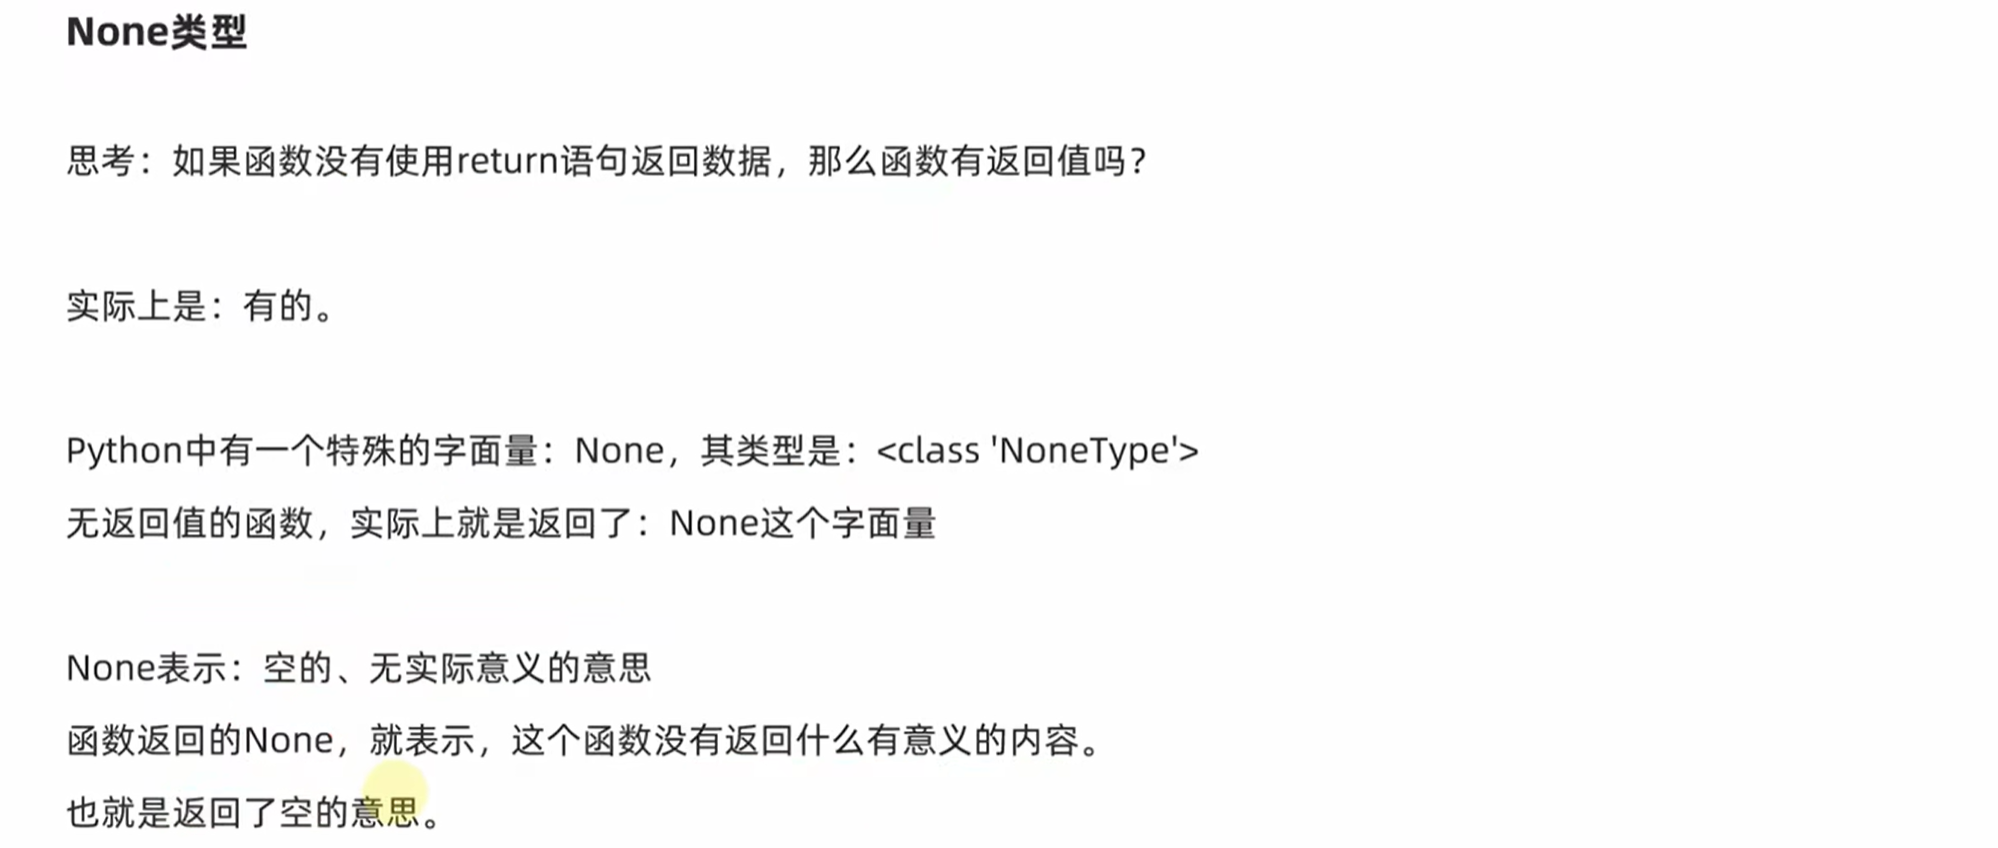 None类型
思考：如果函数没有使用return语句返回数据，那么函数有返回值吗？
实际上是：有的。
Python中有一个特殊的字面量：None，其类型是：<class 'NoneType'>
无返回值的函数，实际上就是返回了：None这个字面量
None表示：空的、无实际意义的意思
函数返回的None，就表示，这个函数没有返回什么有意义的内容。
也就是返回了空的意思。